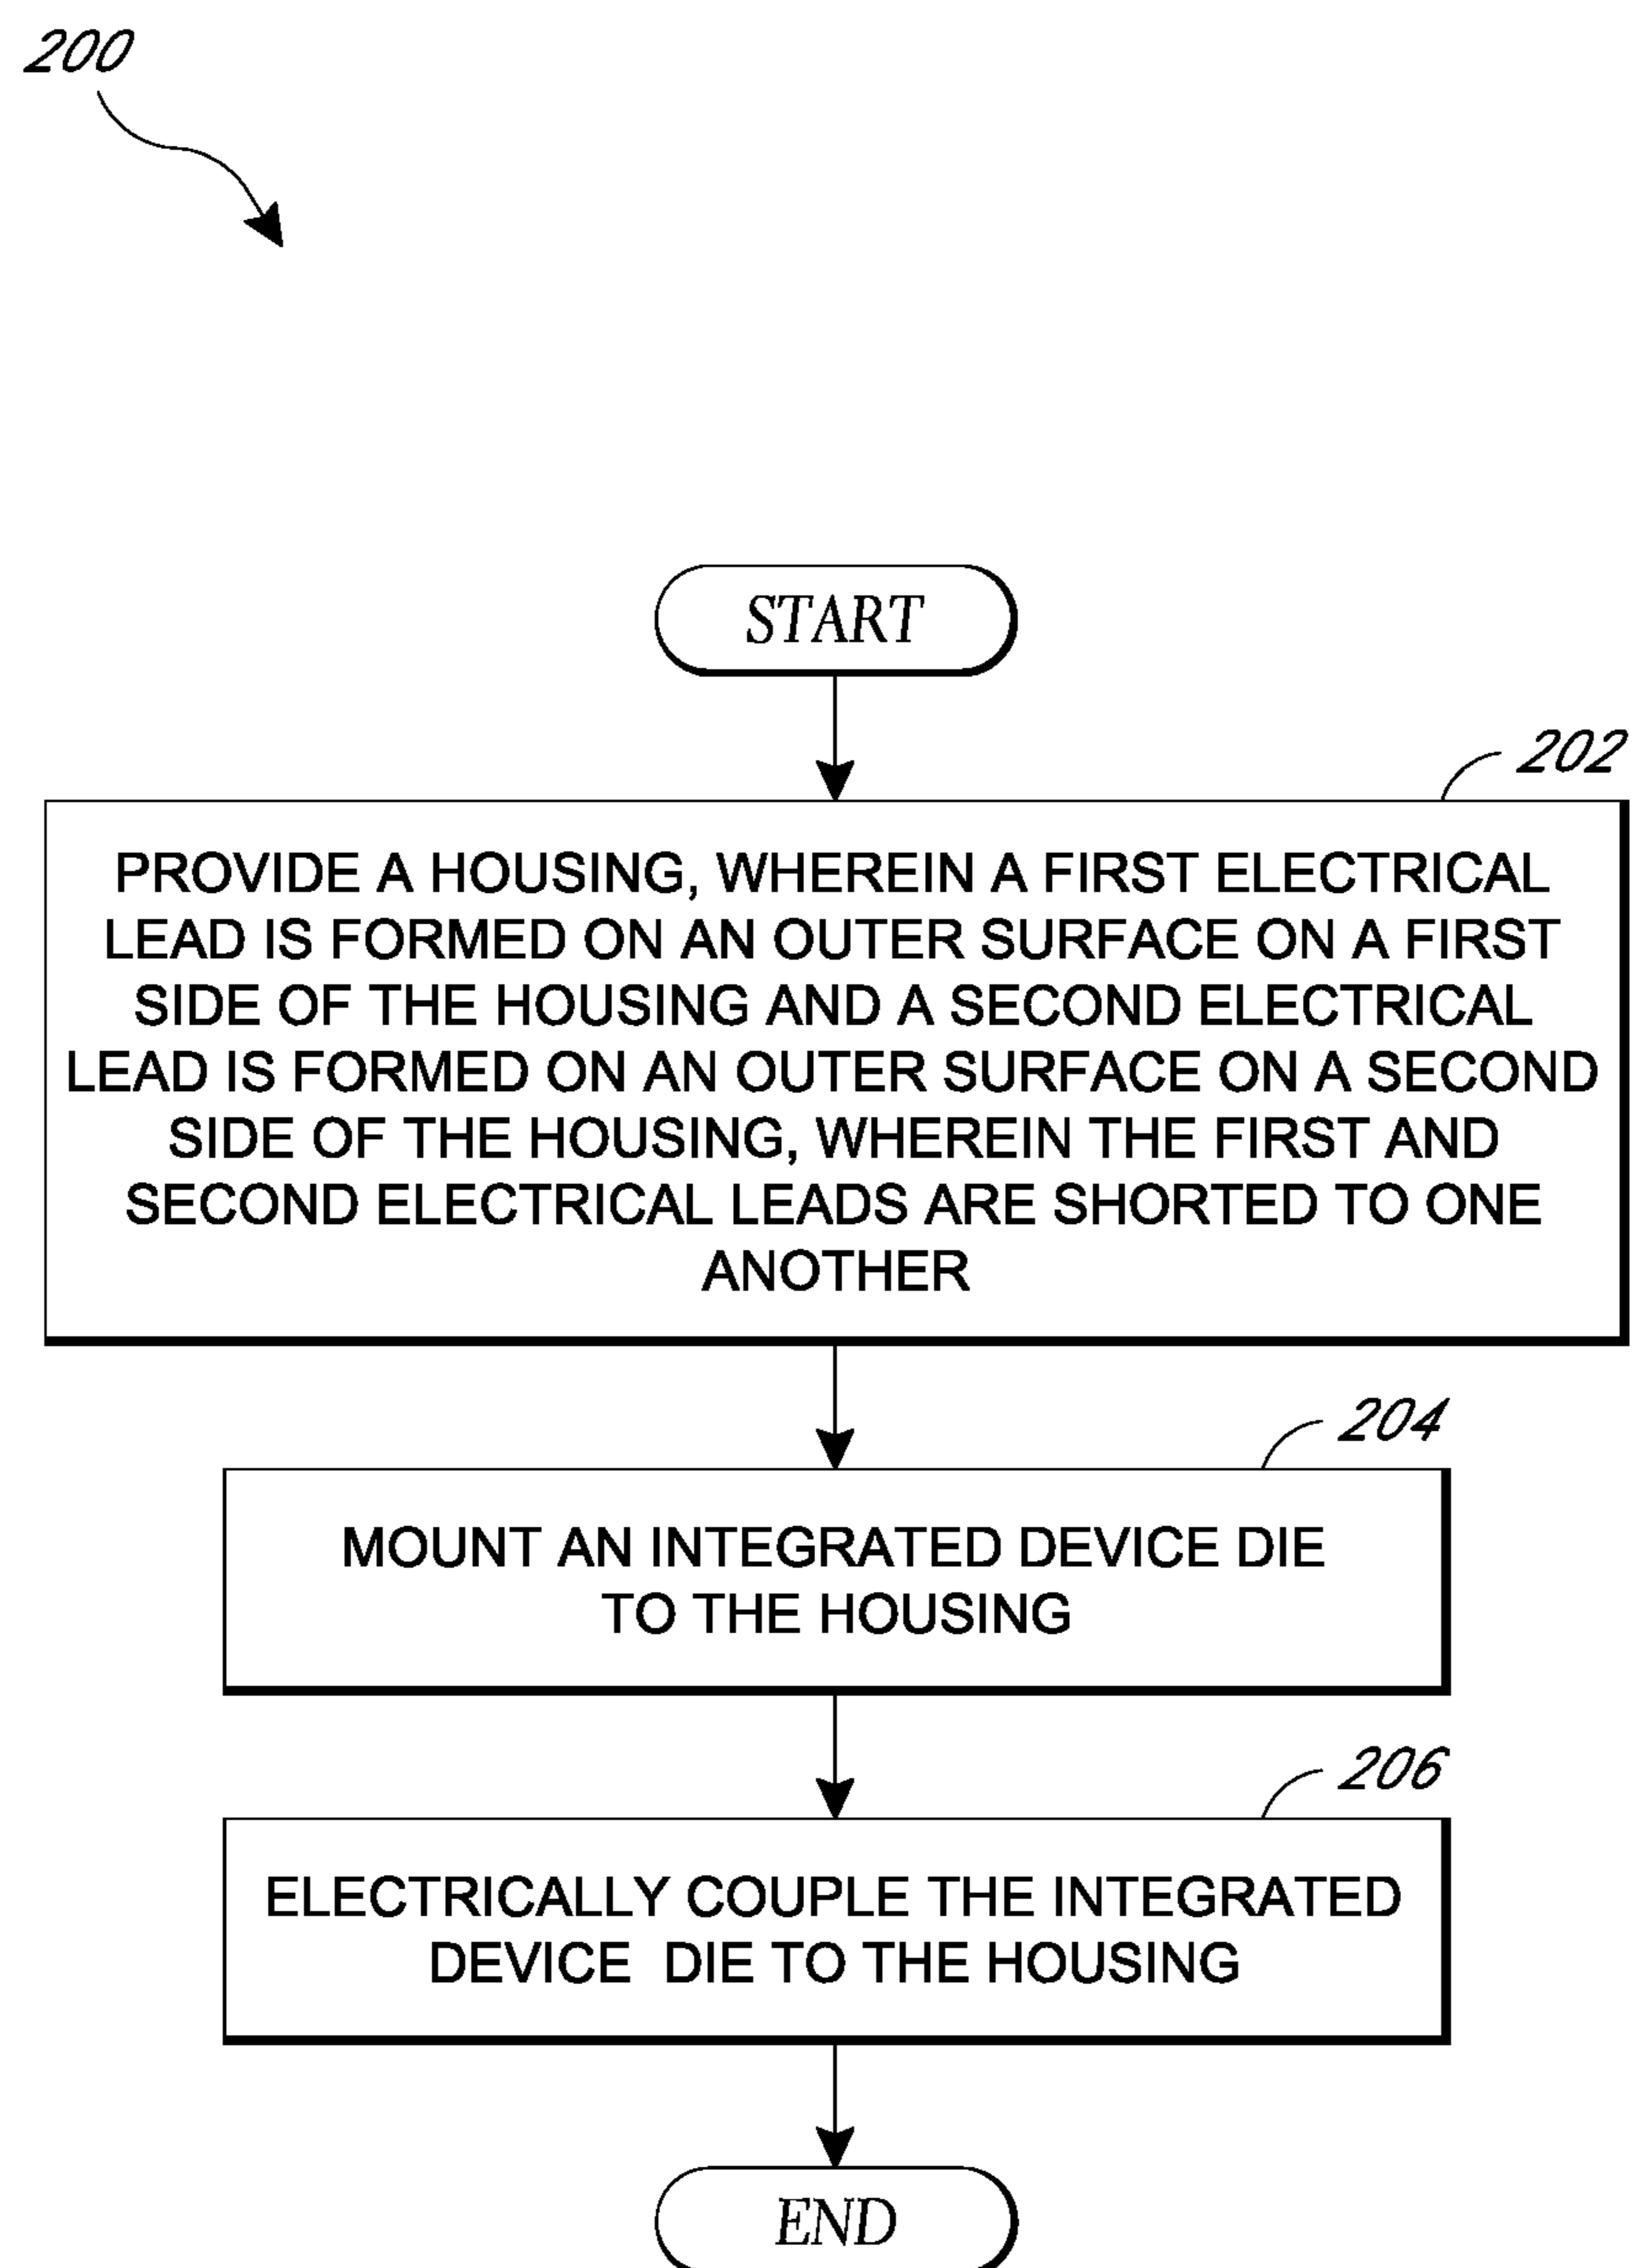 200
START
202
PROVIDE A HOUSING, WHEREIN A FIRST ELECTRICAL
LEAD IS FORMED ON AN OUTER SURFACE ON A FIRST
SIDE OF THE HOUSING AND A SECOND ELECTRICAL
LEAD IS FORMED ON AN OUTER SURFACE ON A SECOND
SIDE OF THE HOUSING, WHEREIN THE FIRST AND
SECOND ELECTRICAL LEADS ARE SHORTED TO ONE
ANOTHER
204
MOUNT AN INTEGRATED DEVICE DIE
TO THE HOUSING
206
ELECTRICALLY COUPLE THE INTEGRATED
DEVICE  DIE TO THE HOUSING
END